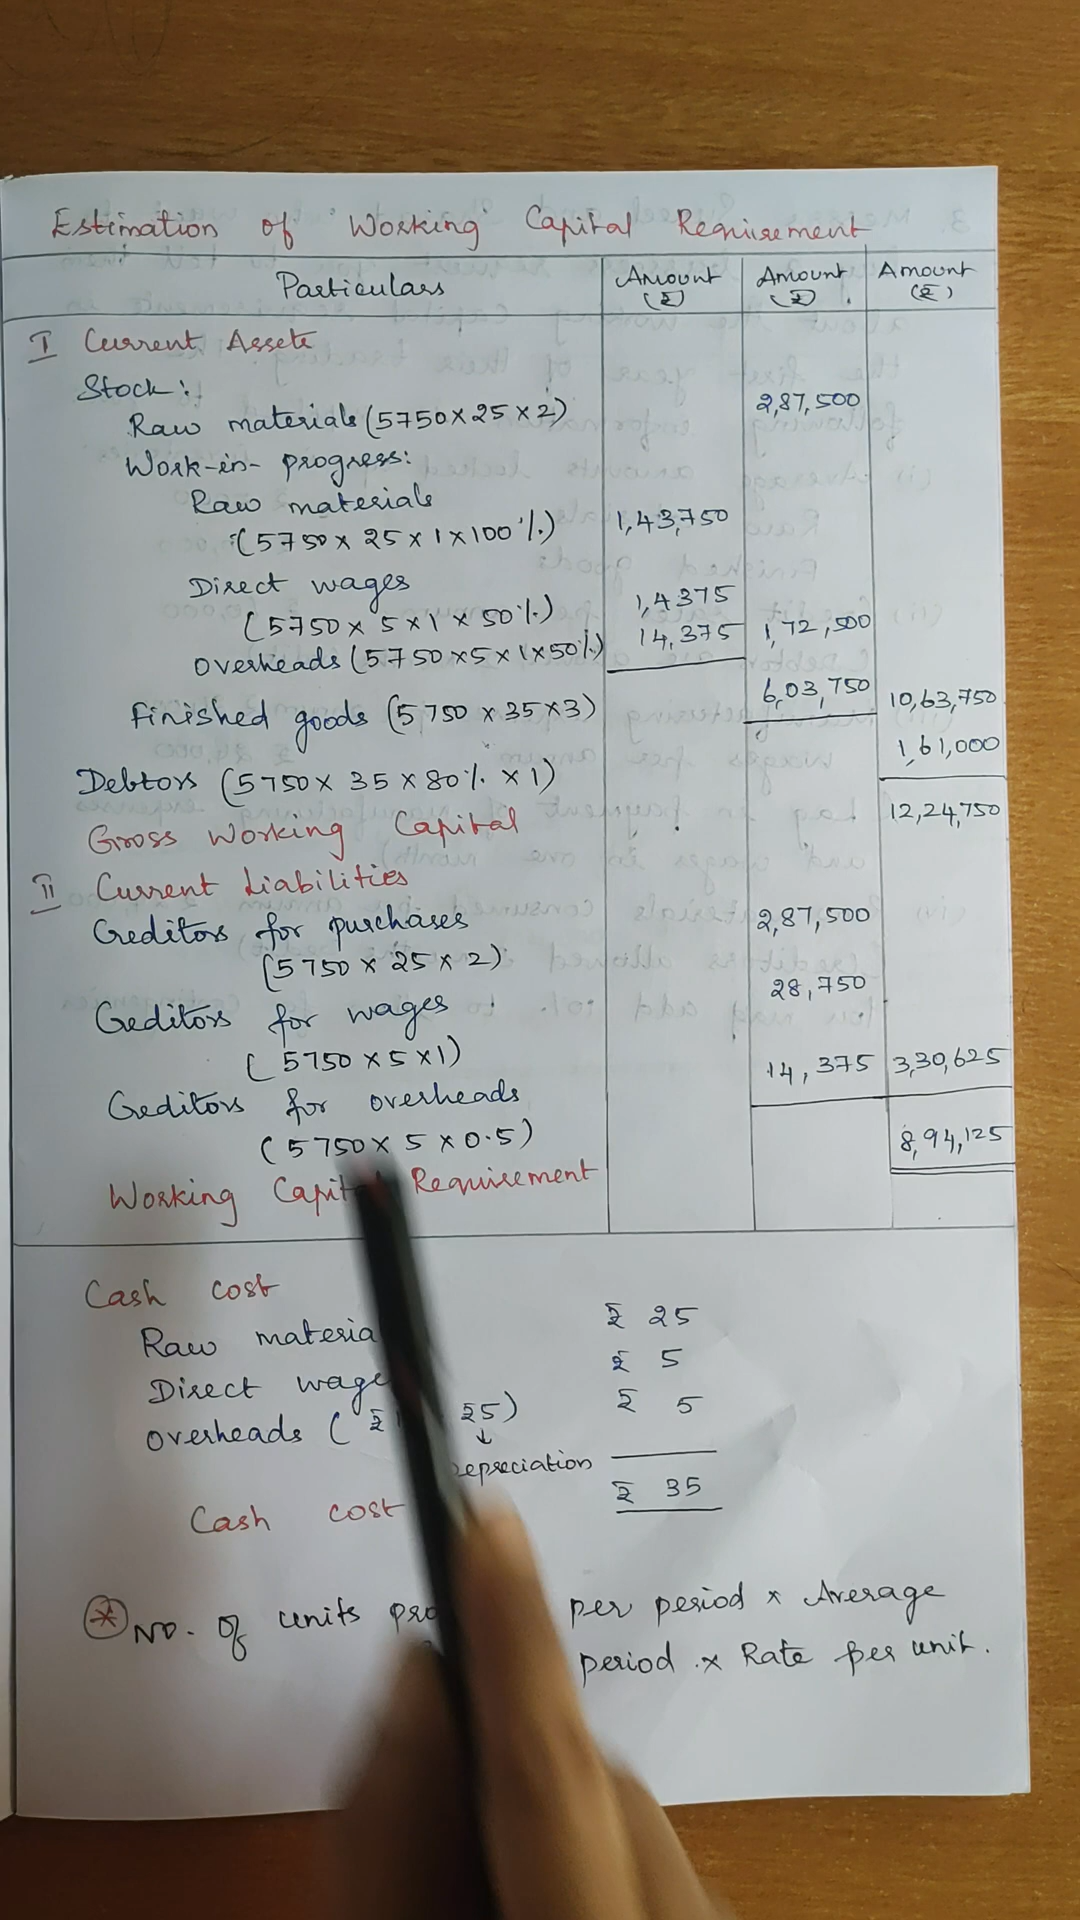 Estimation of Working Capital Requirement
Particulars Amount (₹) Amount (₹) Amount (₹)
I Current Assets
Stock:
Raw materials (5750 x 25 x 2) 2,87,500
Work-in-progress:
Raw materials
(5750 x 25 x 1 x 100%) 1,43,750
Direct wages
(5750 x 5 x 1 x 50%) 1,4375
Overheads (5750 x 5 x 1 x 50%) 14,375 1,72,500
Finished goods (5750 x 35 x 3) 6,03,750 10,63,750
Debtors (5750 x 35 x 80% x 1) 1,61,000
Gross Working Capital 12,24,750
II Current Liabilities
Creditors for purchases
(5750 x 25 x 2) 2,87,500
Creditors for wages
(5750 x 5 x 1) 28,750
Creditors for overheads
(5750 x 5 x 0.5) 14,375 3,30,625
Working Capital Requirement 8,94,125
Cash cost
Raw materia ₹ 25
Direct wage ₹ 5
Overheads (₹ ₹5) ₹ 5
↓
epreciation
Cash cost ₹ 35
* No. of units pro per period x Average
period x Rate per unit.